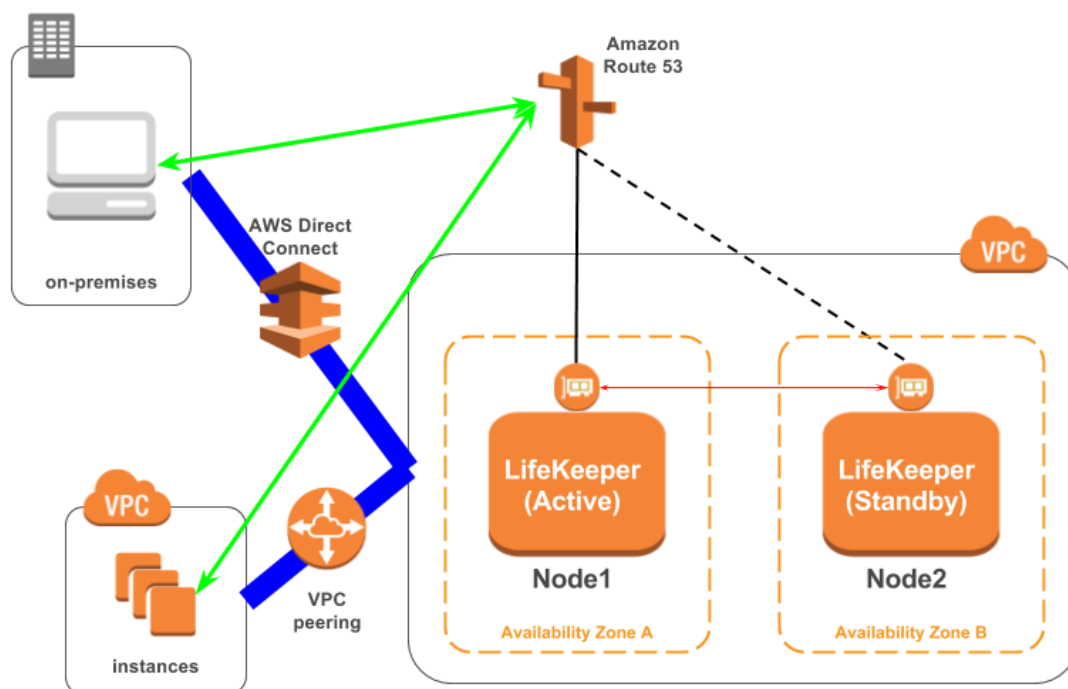 Amazon
Route 53
on-premises
AWS Direct
Connect
VPC
LifeKeeper
(Active)
Node1
Availability Zone A
LifeKeeper
(Standby)
Node2
Availability Zone B
VPC
instances
VPC
peering